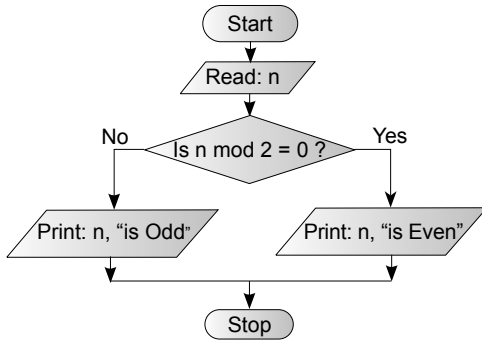 Start
Read: n
No
Yes
Is n mod 2 = 0 ?
Print: n, “is Odd”
Print: n, “is Even”
Stop